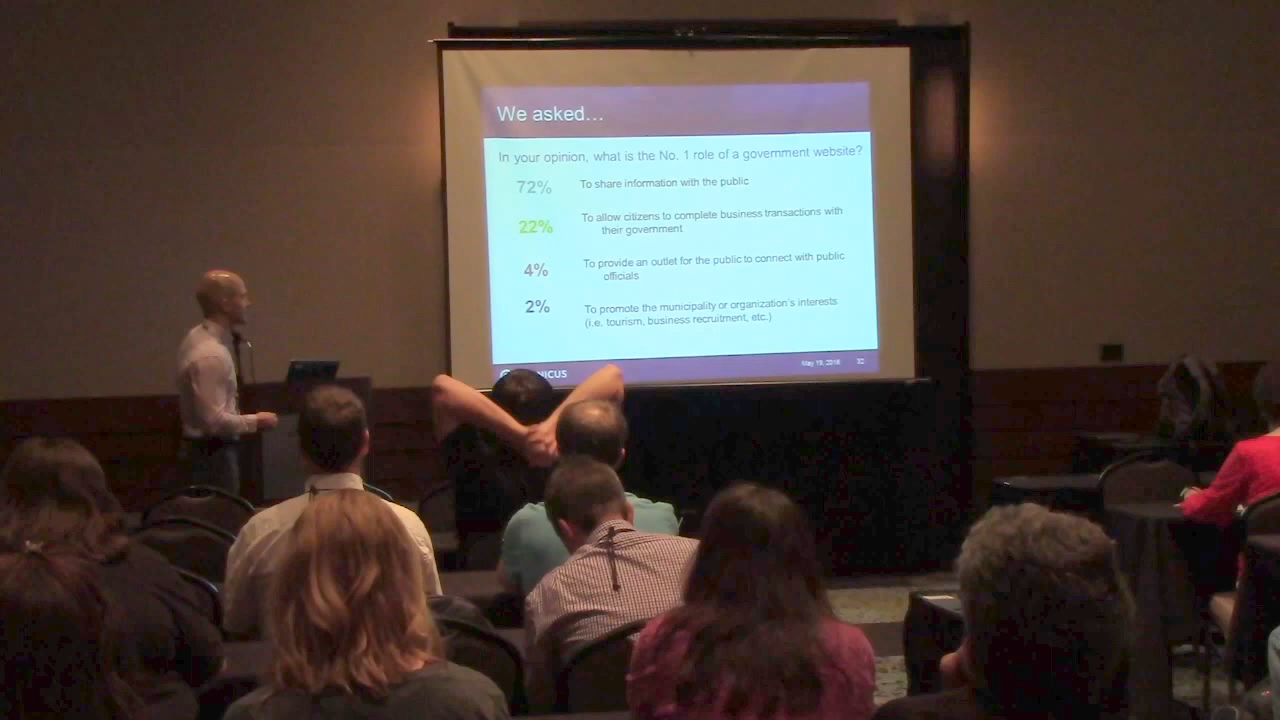 We asked...
In your opinion, what is the No. 1 role of a government website?
72% To share information with the public
22% To allow citizens to complete business transactions with
their government
4% To provide an outlet for the public to connect with public
officials
2% To promote the municipality or organization's interests
(i.e. tourism, business recruitment, etc.)
NICUS
May 19, 2016 32